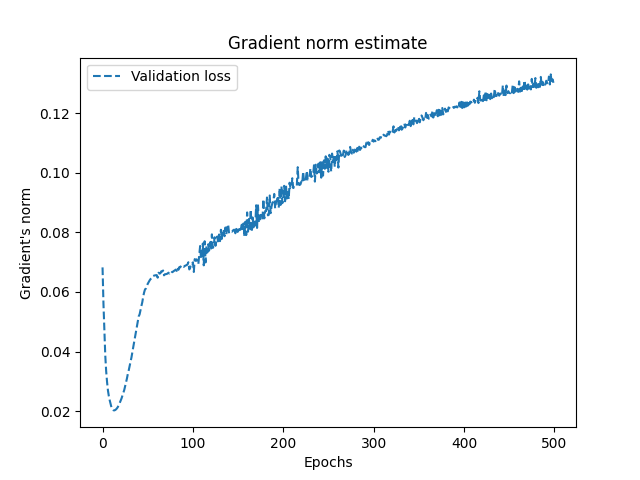 Gradient norm estimate
Validation loss
Gradient's norm
0.12
0.10
0.08
0.06
0.04
0.02
0 100 200 300 400 500
Epochs